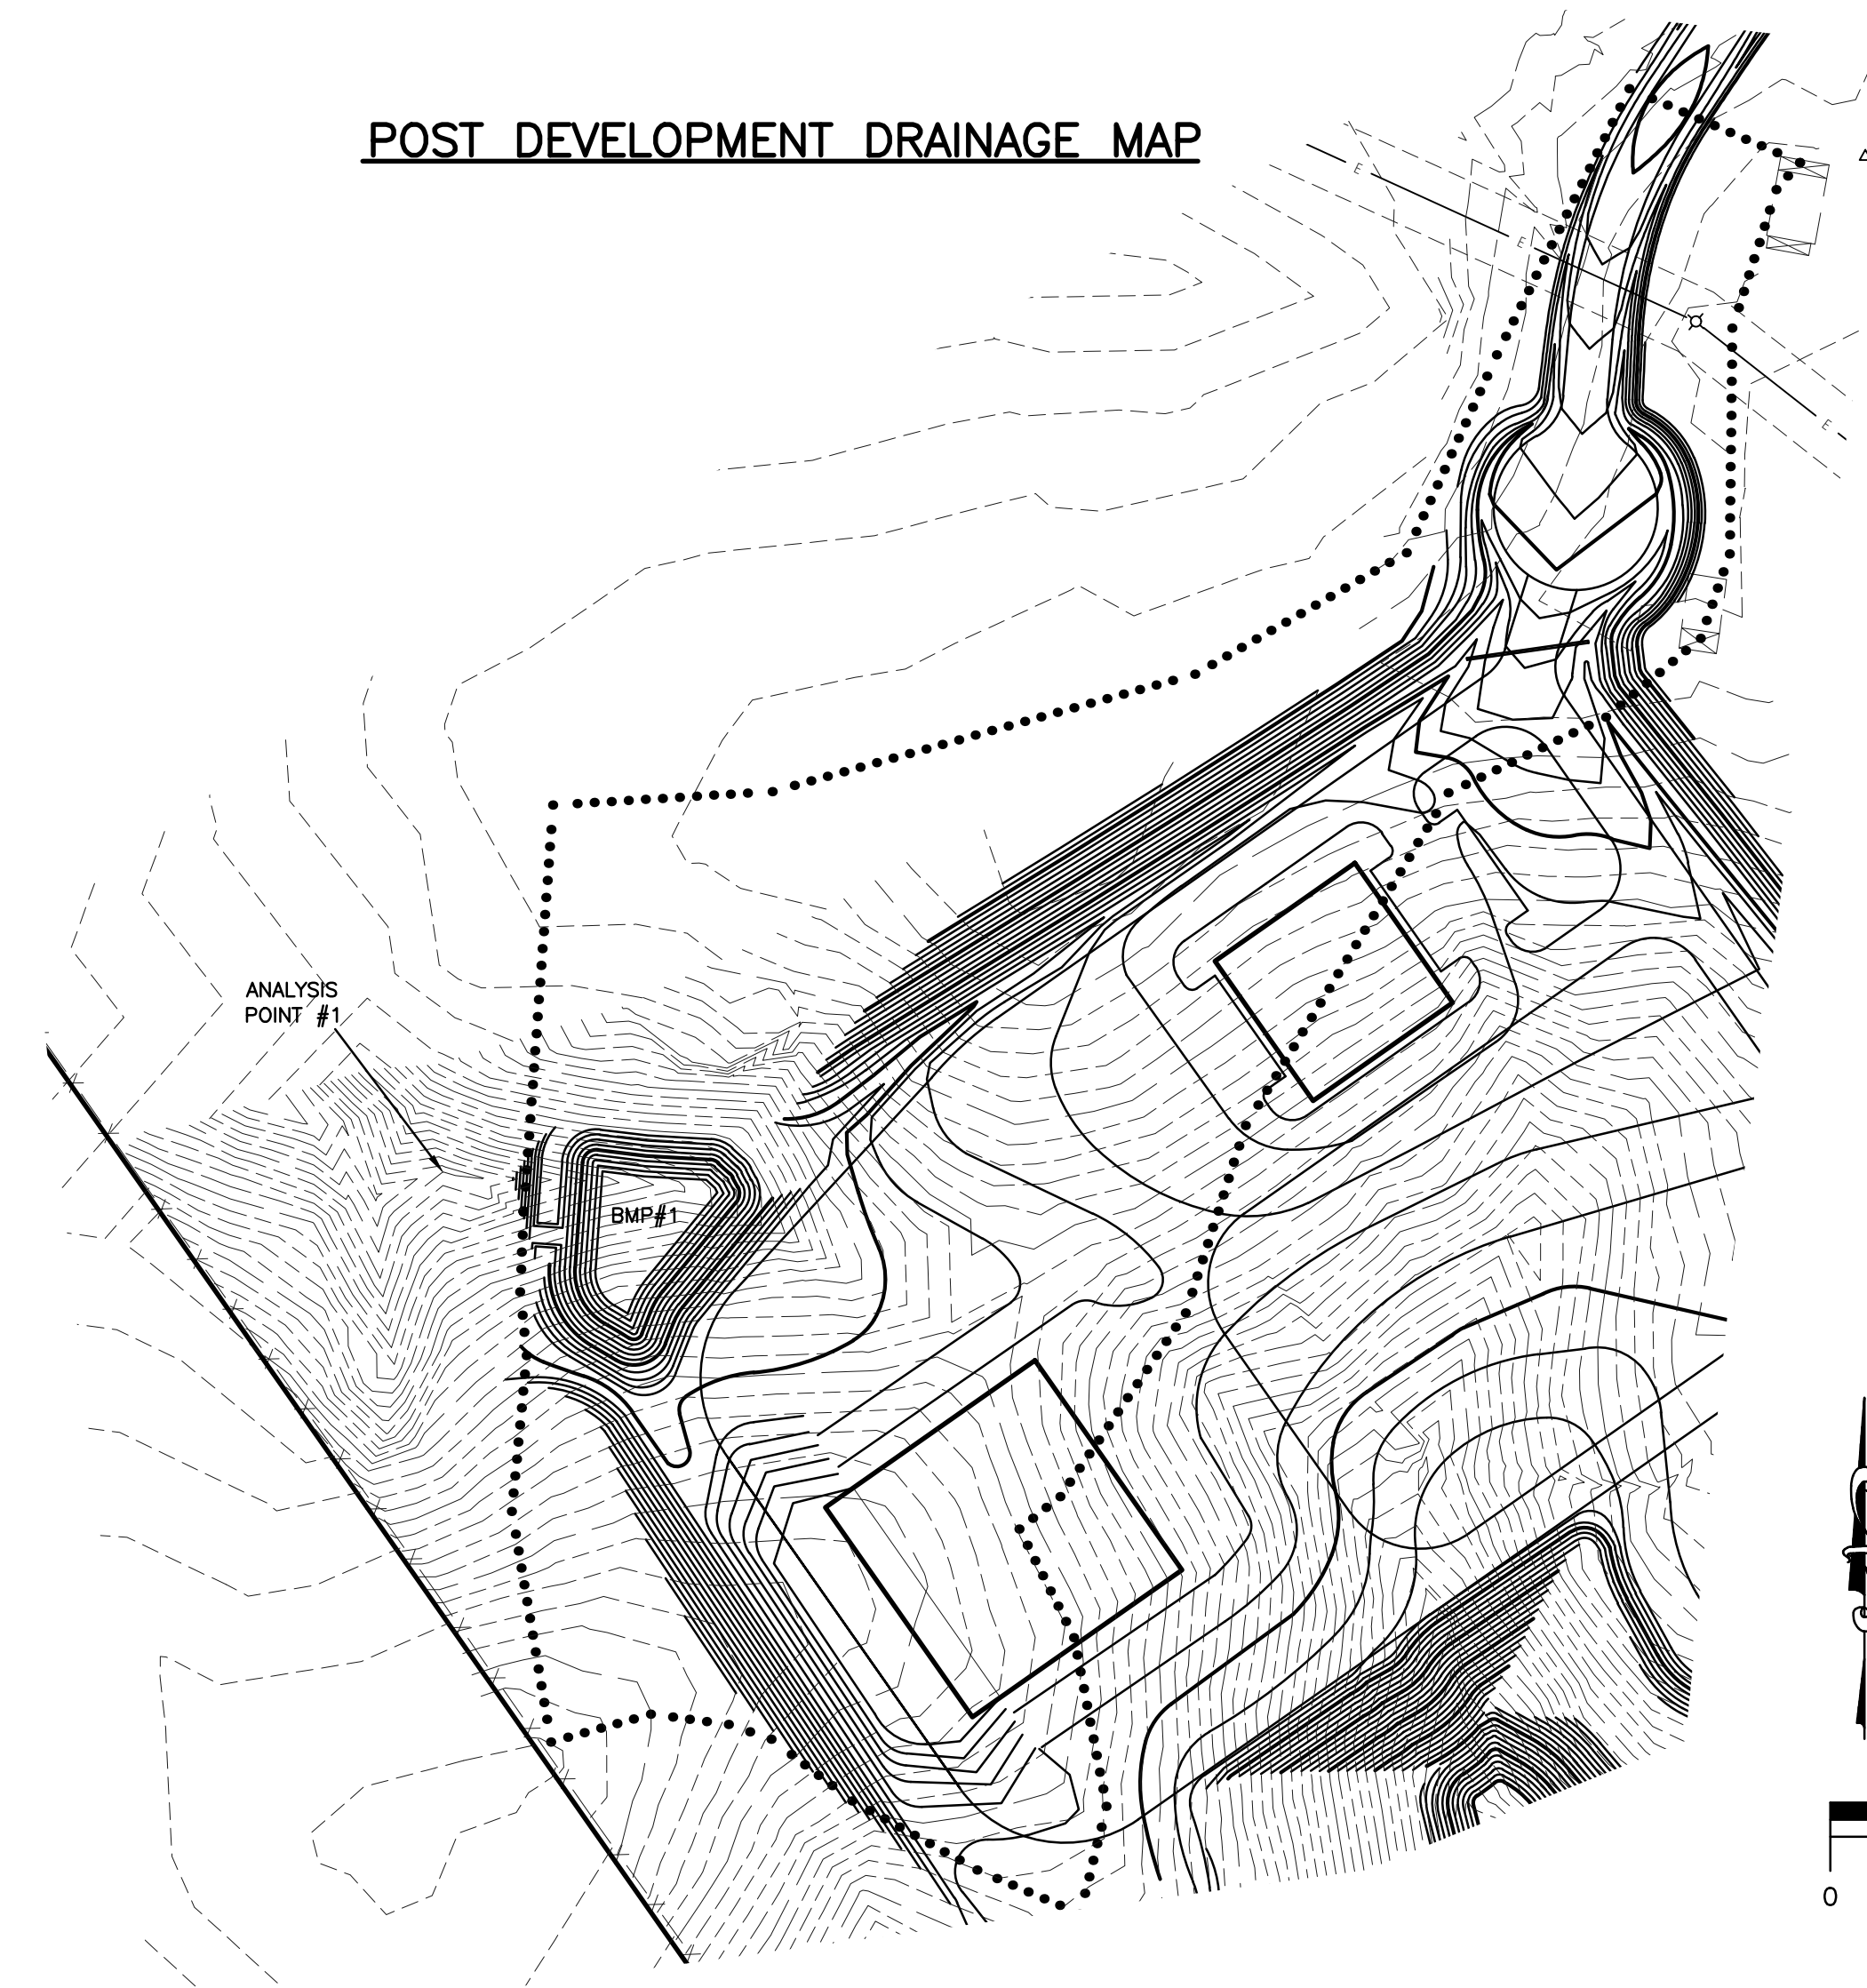 POST DEVELOPMENT DRAINAGE MAP
E
E
E
ANALYSIS
POINT #1
BMP#1
0